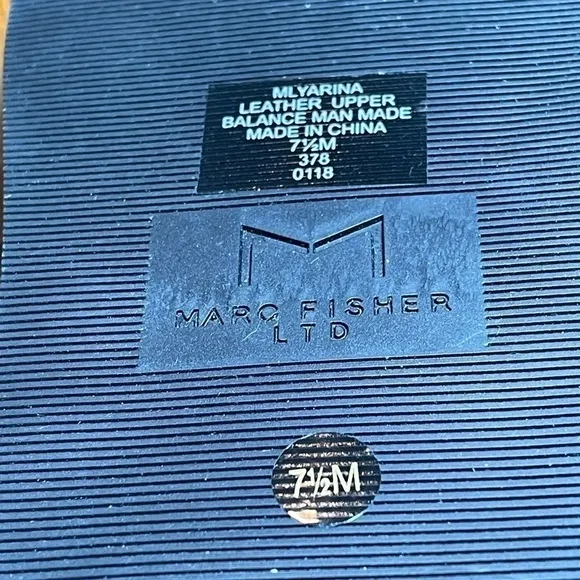 MLYARINA
LEATHER UPPER
BALANCE MAN MADE
MADE IN CHINA
7½M
378
0118
MARC FISHER
LTD
7½M